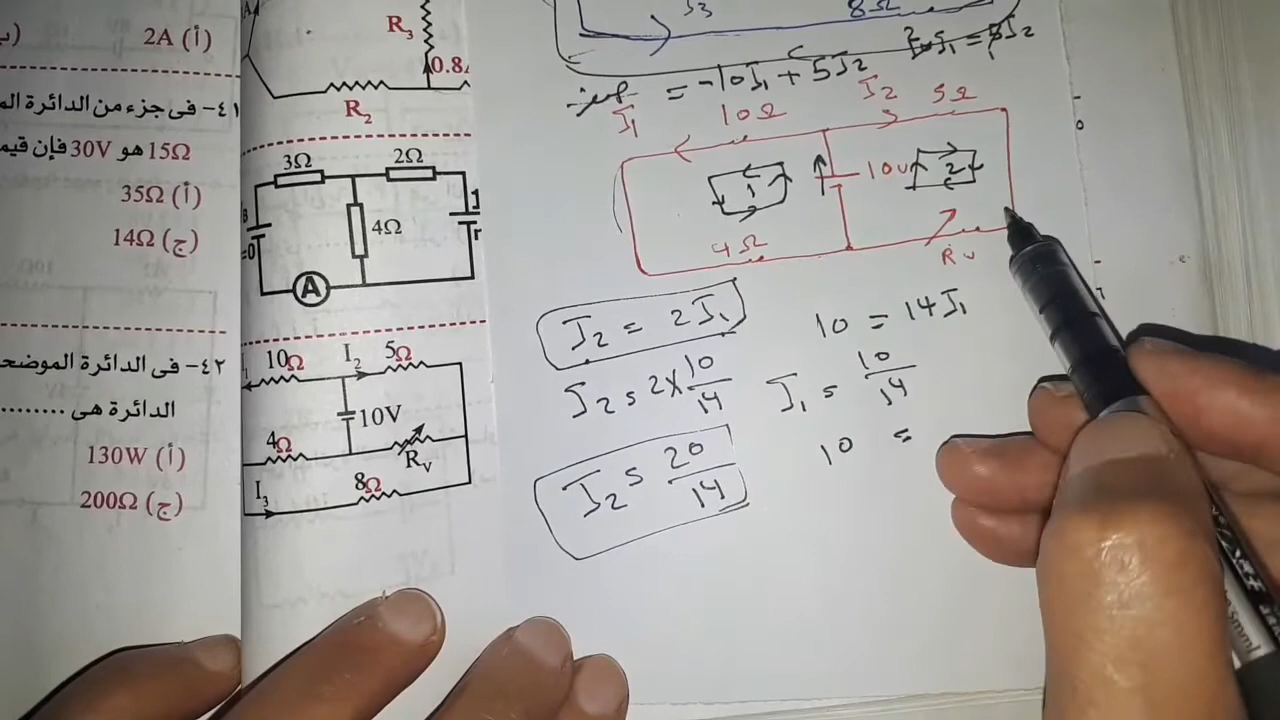 (أ) 2A
٤١- فى جزء من الدائرة
15Ω هو 30V فإن
(أ) 35Ω
(ج) 14Ω
٤٢- فى الدائرة
الدائرة هى ..........
(أ) 130W
(ج) 200Ω
R₃
0.8
R₂
3Ω
2Ω
4Ω
A
10Ω
I₂
5Ω
10V
4Ω
Rᵥ
I₃
8Ω
I₃
8Ω
= -10I₁ + 5I₂
I₁
10Ω
I₂
5Ω
1
10V
2
4Ω
Rᵥ
I₂ = 2I₁
10 = 14I₁
I₂ = 2 × 10/14
I₁ = 10/14
10 =
I₂ = 20/14